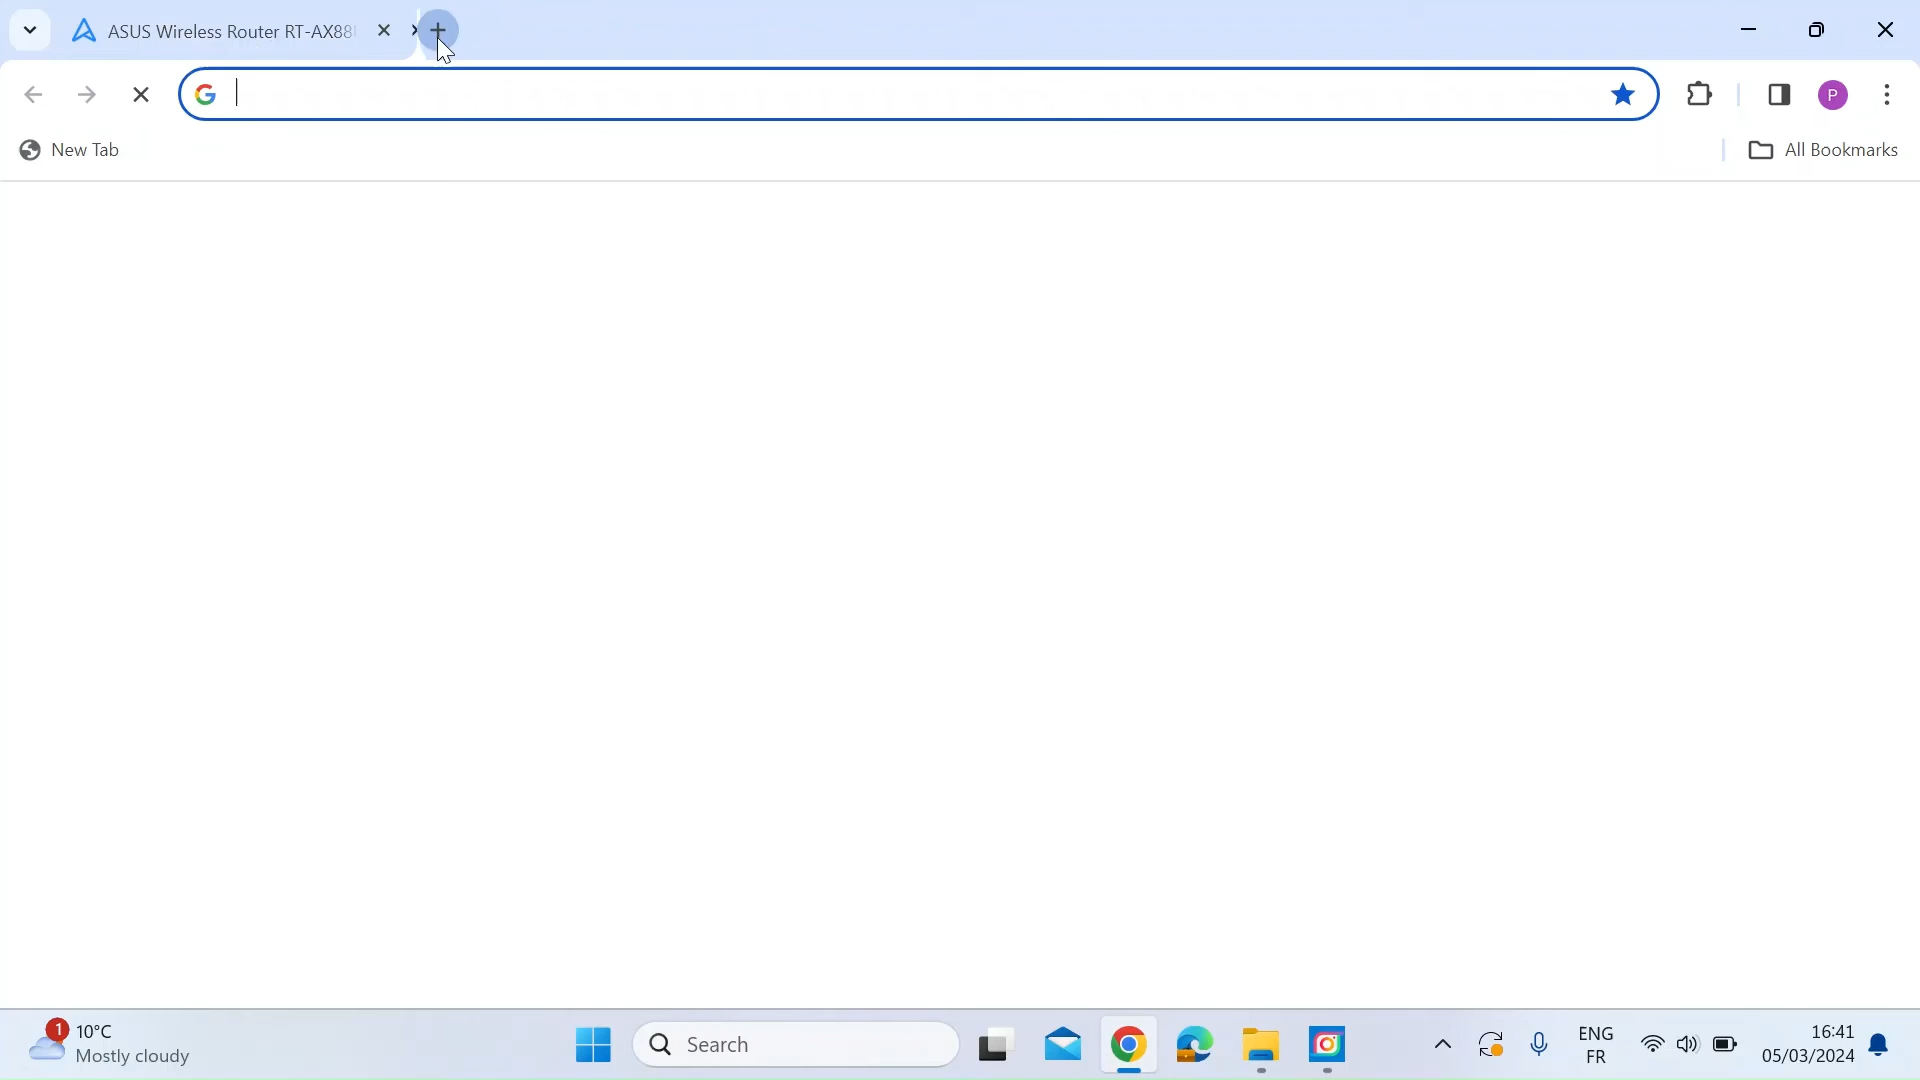 ASUS Wireless Router RT-AX88
New Tab
All Bookmarks
P
1
10°C
Mostly cloudy
Search
ENG
FR
16:41
05/03/2024